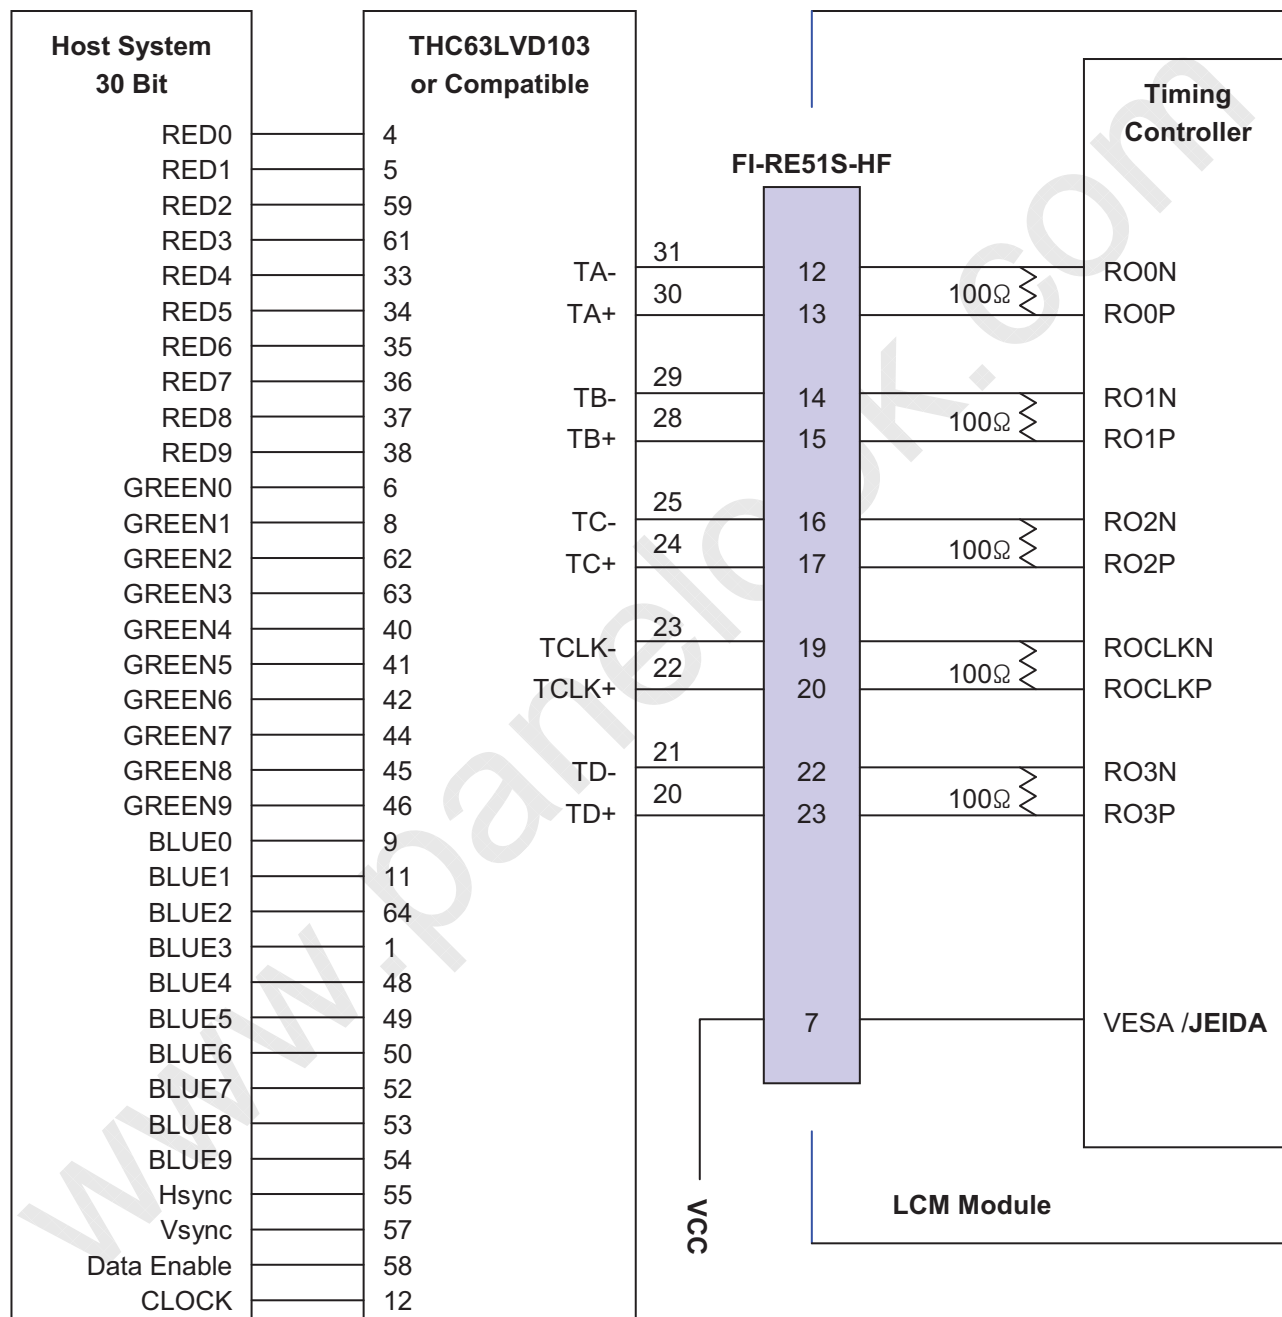 Host System
30 Bit
RED0
RED1
RED2
RED3
RED4
RED5
RED6
RED7
RED8
RED9
GREEN0
GREEN1
GREEN2
GREEN3
GREEN4
GREEN5
GREEN6
GREEN7
GREEN8
GREEN9
BLUE0
BLUE1
BLUE2
BLUE3
BLUE4
BLUE5
BLUE6
BLUE7
BLUE8
BLUE9
Hsync
Vsync
Data Enable
CLOCK
THC63LVD103
or Compatible
4
5
59
61
33
34
35
36
37
38
6
8
62
63
40
41
42
44
45
46
9
11
64
1
48
49
50
52
53
54
55
57
58
12
TA-
TA+
TB-
TB+
TC-
TC+
TCLK-
TCLK+
TD-
TD+
31
30
29
28
25
24
23
22
21
20
FI-RE51S-HF
12
13
14
15
16
17
19
20
22
23
7
VCC
100Ω
100Ω
100Ω
100Ω
100Ω
Timing
Controller
RO0N
RO0P
RO1N
RO1P
RO2N
RO2P
ROCLKN
ROCLKP
RO3N
RO3P
VESA /JEIDA
LCM Module
www.panelook.com